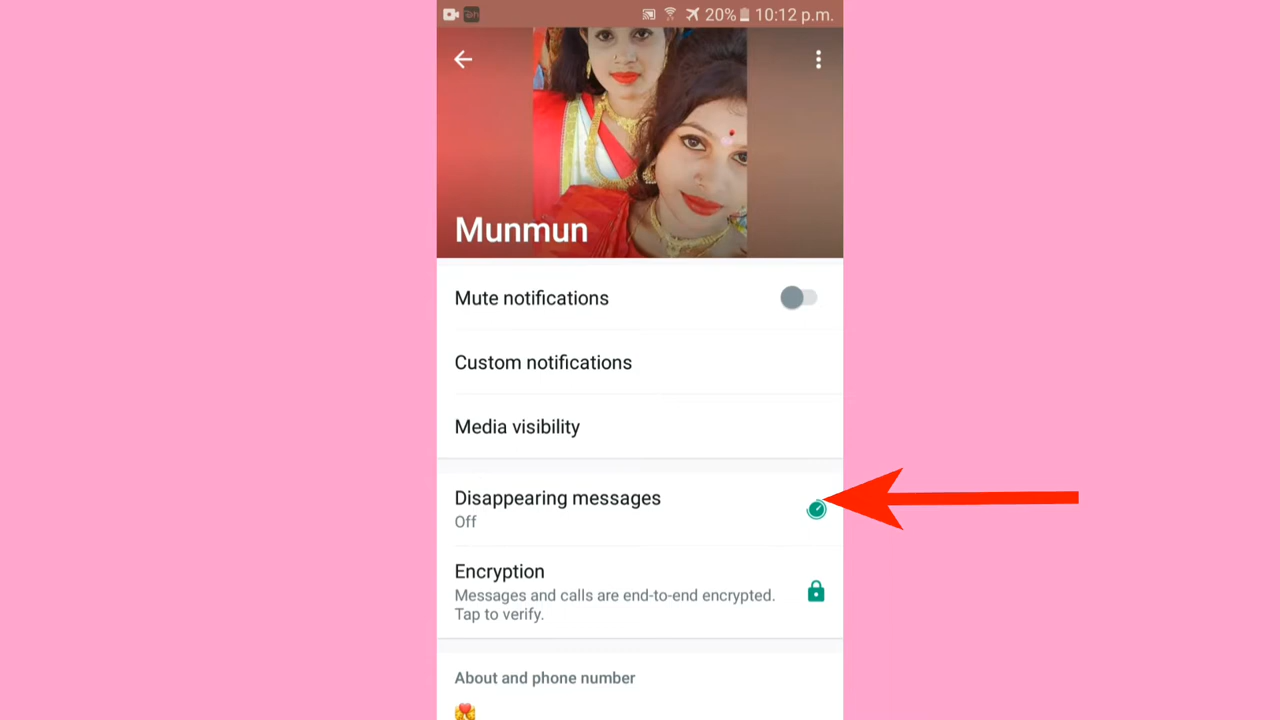 20% 10:12 p.m.
Munmun
Mute notifications
Custom notifications
Media visibility
Disappearing messages
Off
Encryption
Messages and calls are end-to-end encrypted.
Tap to verify.
About and phone number